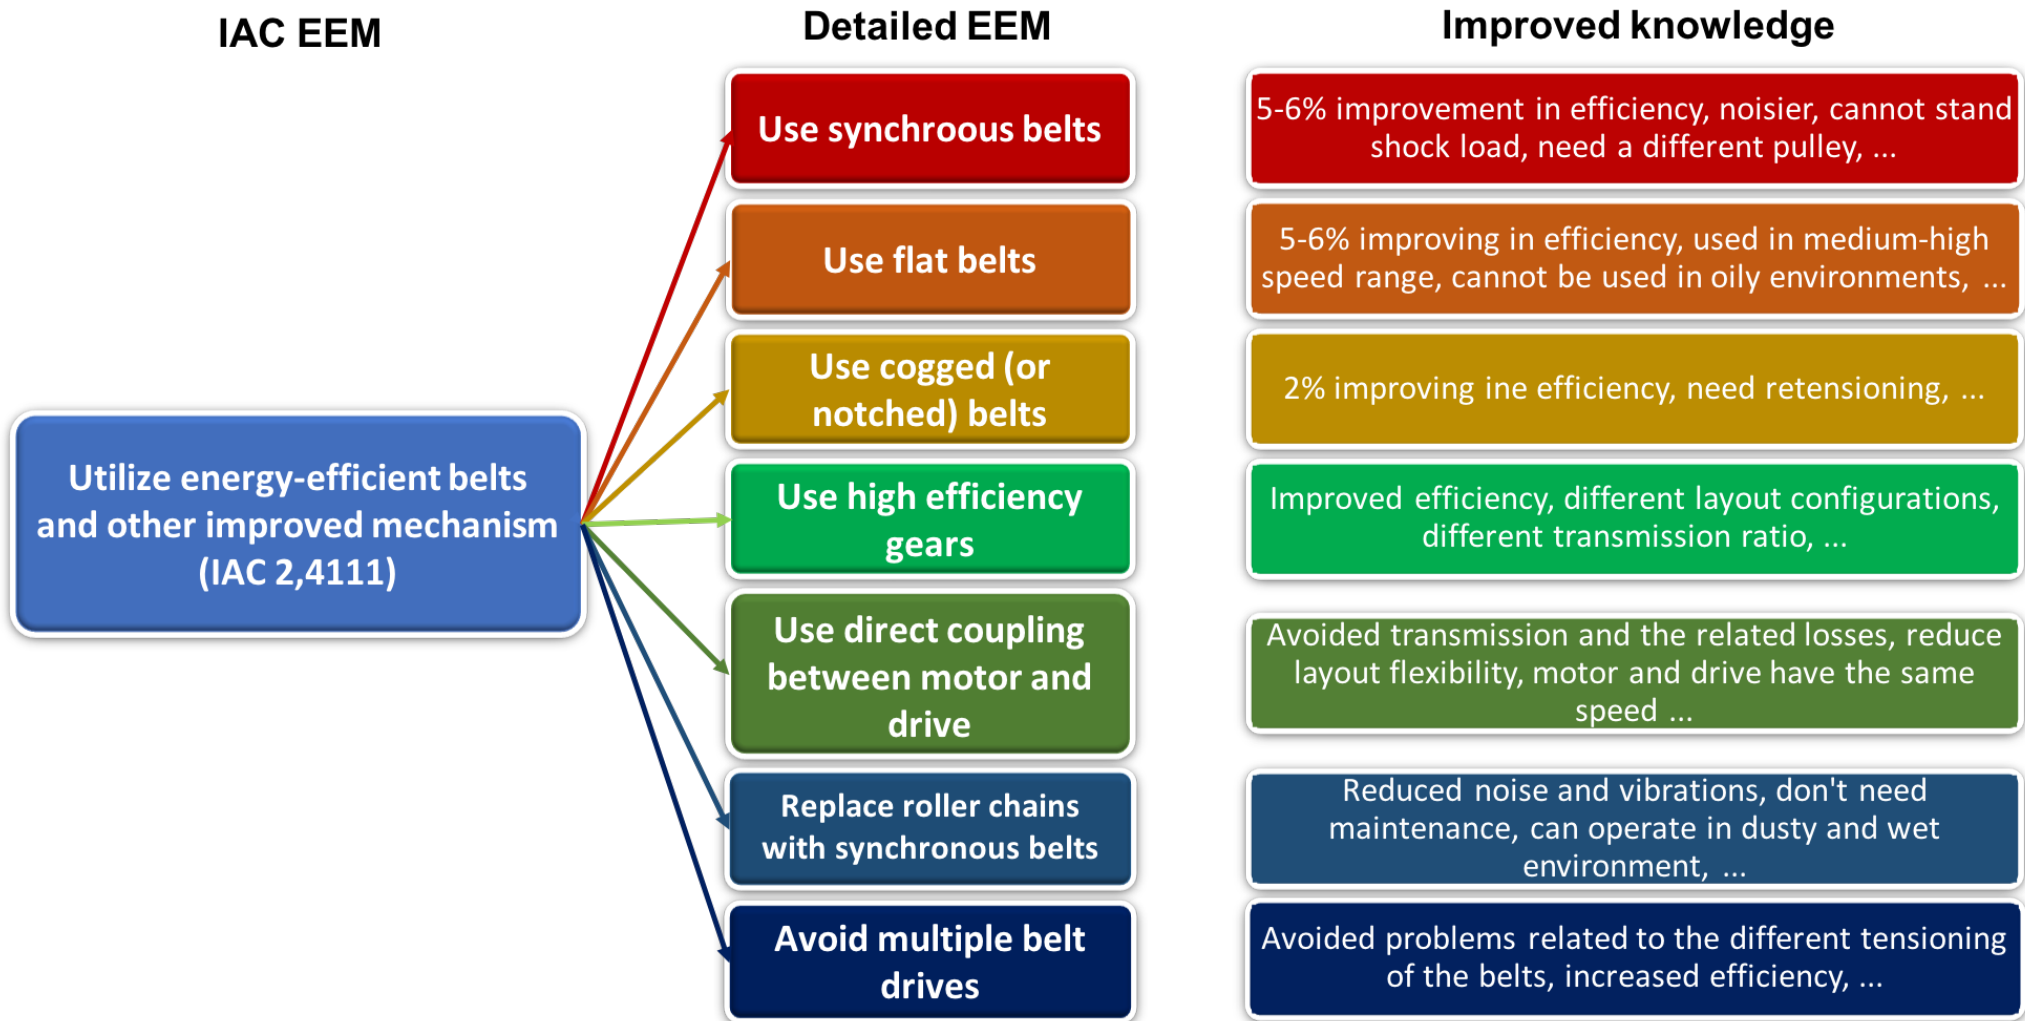 IAC EEM
Detailed EEM
Improved knowledge
Utilize energy-efficient belts
and other improved mechanism
(IAC 2,4111)
Use synchroous belts
5-6% improvement in efficiency, noisier, cannot stand
shock load, need a different pulley, ...
Use flat belts
5-6% improving in efficiency, used in medium-high
speed range, cannot be used in oily environments, ...
Use cogged (or
notched) belts
2% improving ine efficiency, need retensioning, ...
Use high efficiency
gears
Improved efficiency, different layout configurations,
different transmission ratio, ...
Use direct coupling
between motor and
drive
Avoided transmission and the related losses, reduce
layout flexibility, motor and drive have the same
speed ...
Replace roller chains
with synchronous belts
Reduced noise and vibrations, don't need
maintenance, can operate in dusty and wet
environment, ...
Avoid multiple belt
drives
Avoided problems related to the different tensioning
of the belts, increased efficiency, ...